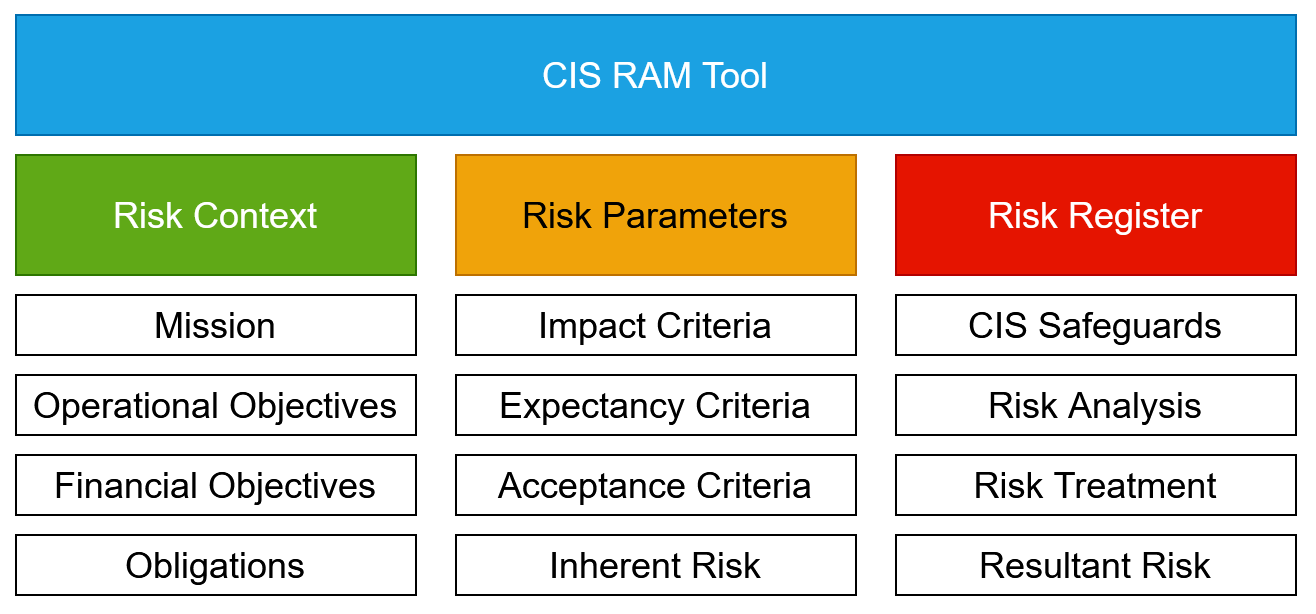 CIS RAM Tool
Risk Context
Risk Parameters
Risk Register
Mission
Impact Criteria
CIS Safeguards
Operational Objectives
Expectancy Criteria
Risk Analysis
Financial Objectives
Acceptance Criteria
Risk Treatment
Obligations
Inherent Risk
Resultant Risk